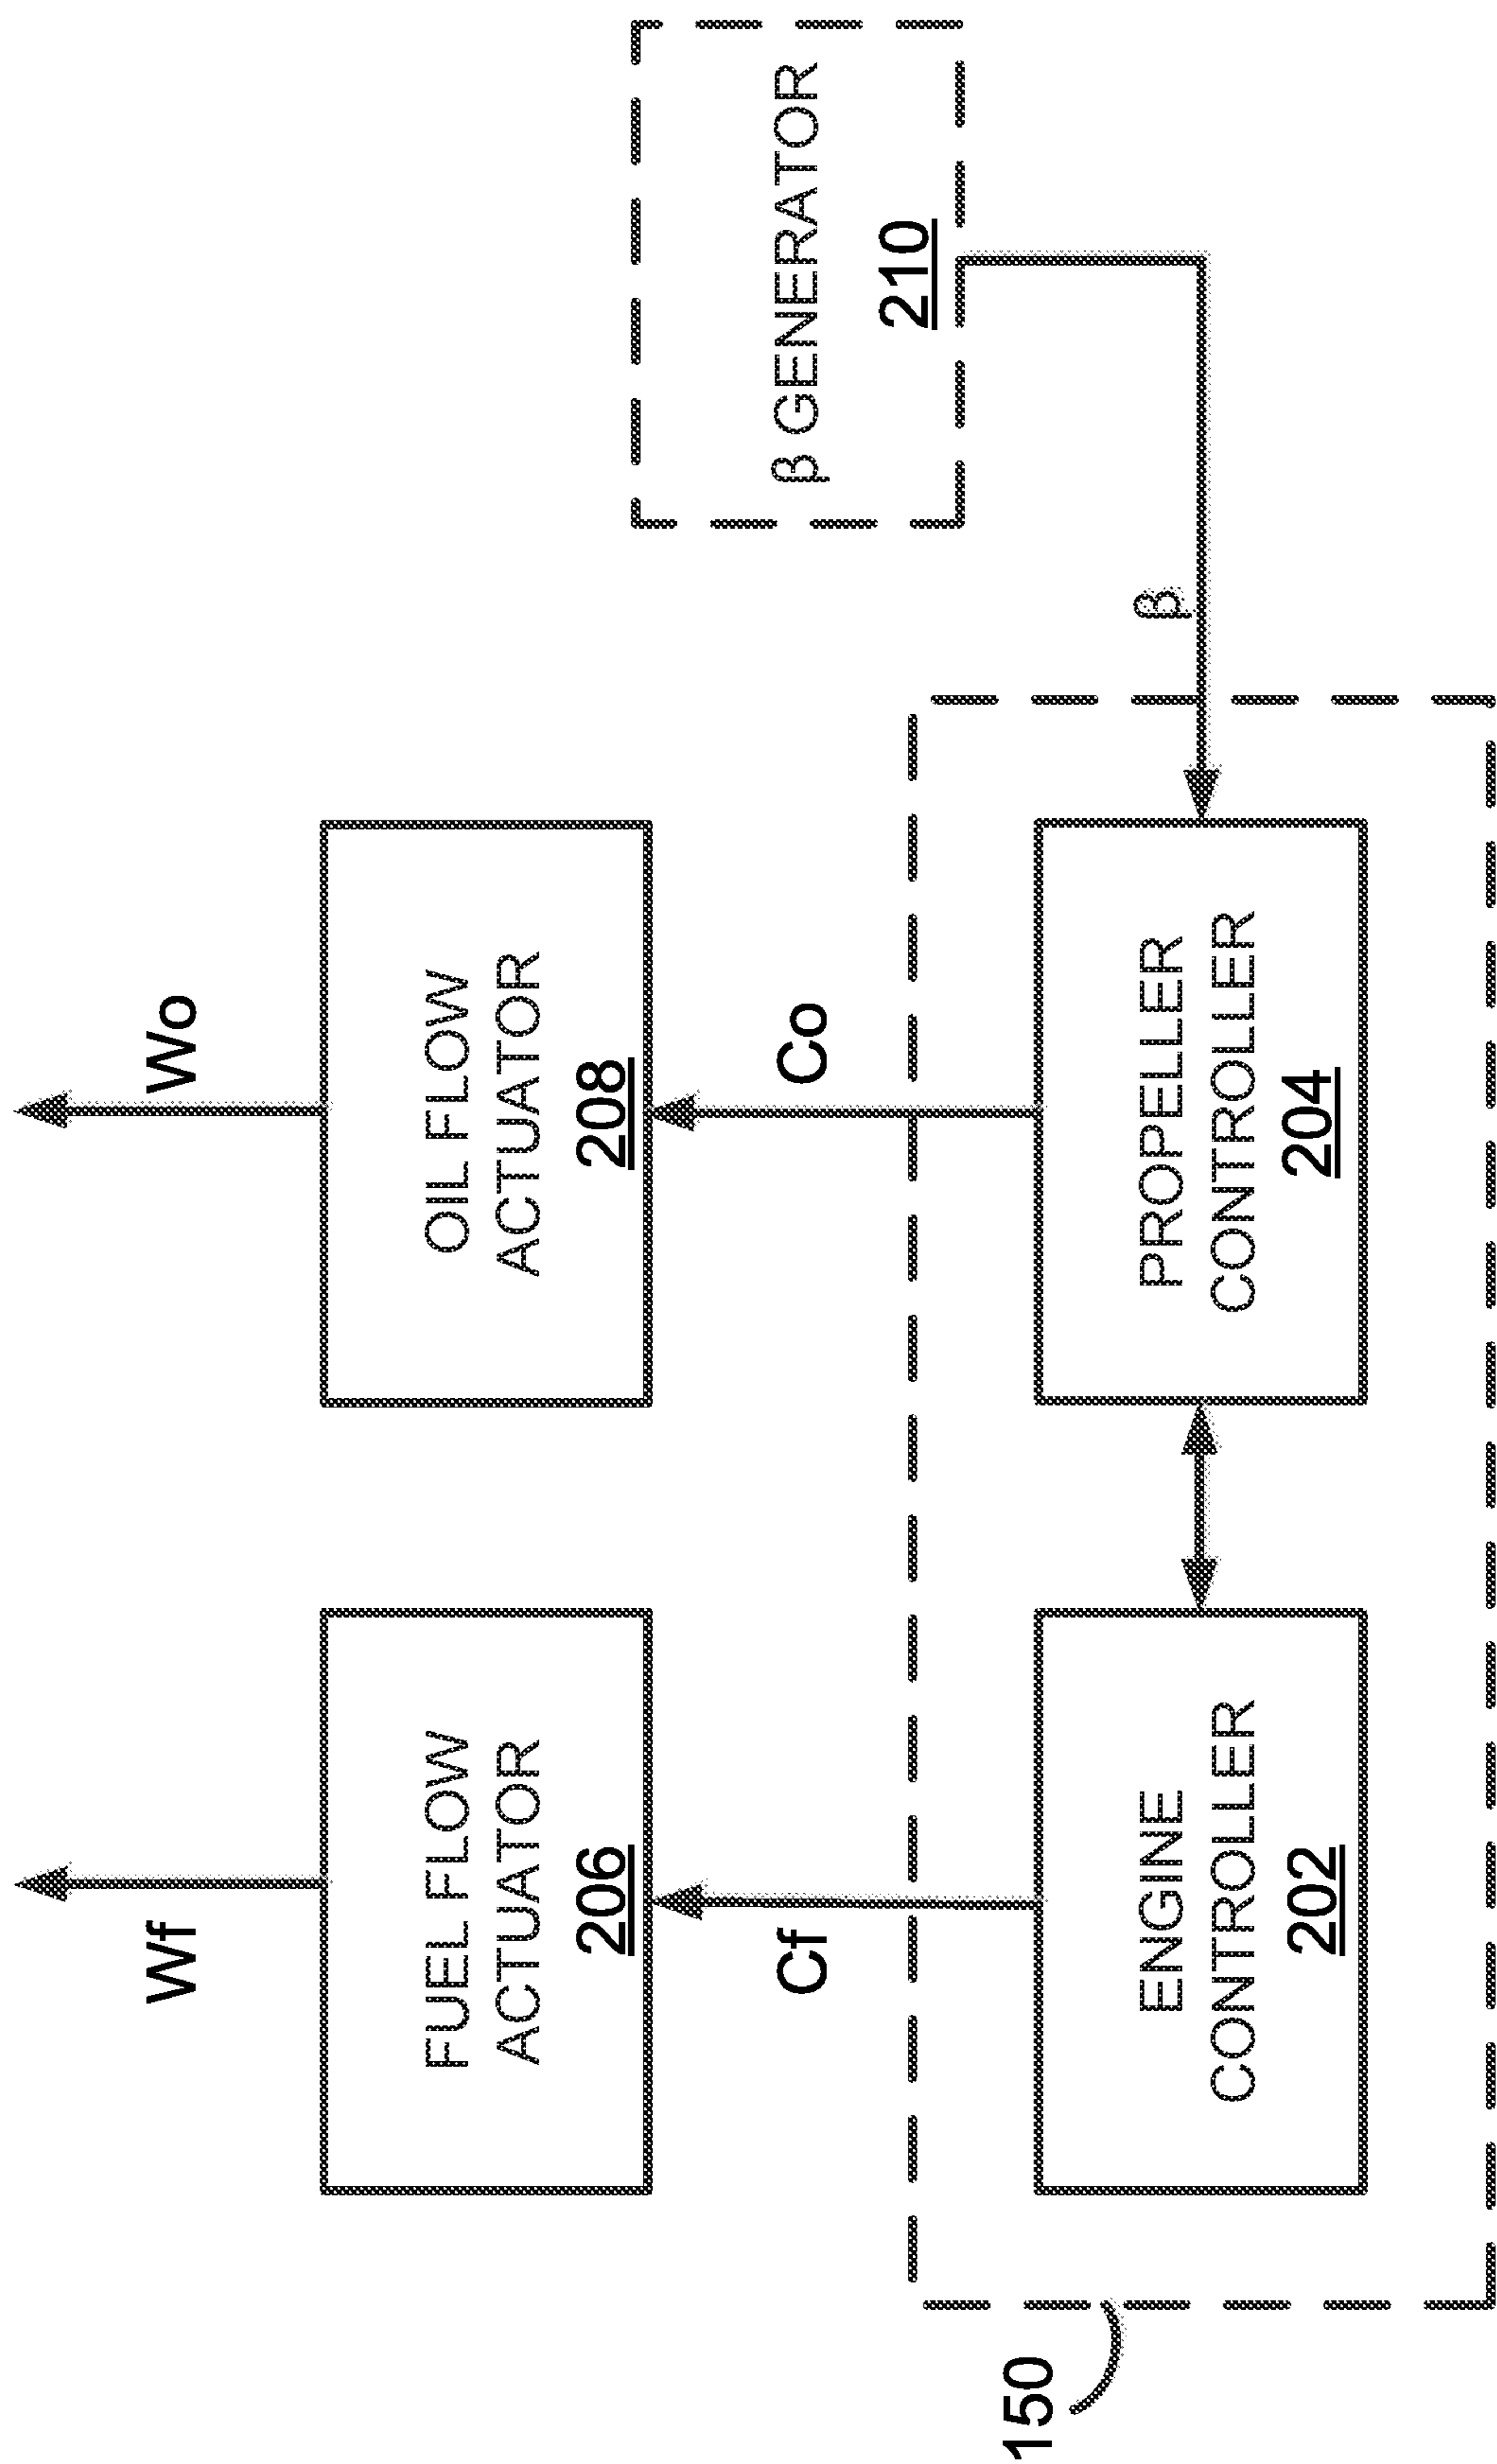 Wf
Wo
FUEL FLOW
ACTUATOR
206
OIL FLOW
ACTUATOR
208
β GENERATOR
210
Cf
Co
β
150
ENGINE
CONTROLLER
202
PROPELLER
CONTROLLER
204